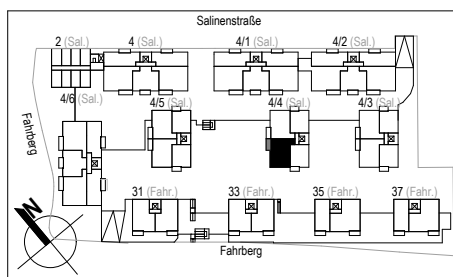 Salinenstraße
2 (Sal.) 4 (Sal.) 4/1 (Sal.) 4/2 (Sal.)
4/6 (Sal.) 4/5 (Sal.) 4/4 (Sal.) 4/3 (Sal.)
Fahrberg
31 (Fahr.) 33 (Fahr.) 35 (Fahr.) 37 (Fahr.)
N
Fahrberg